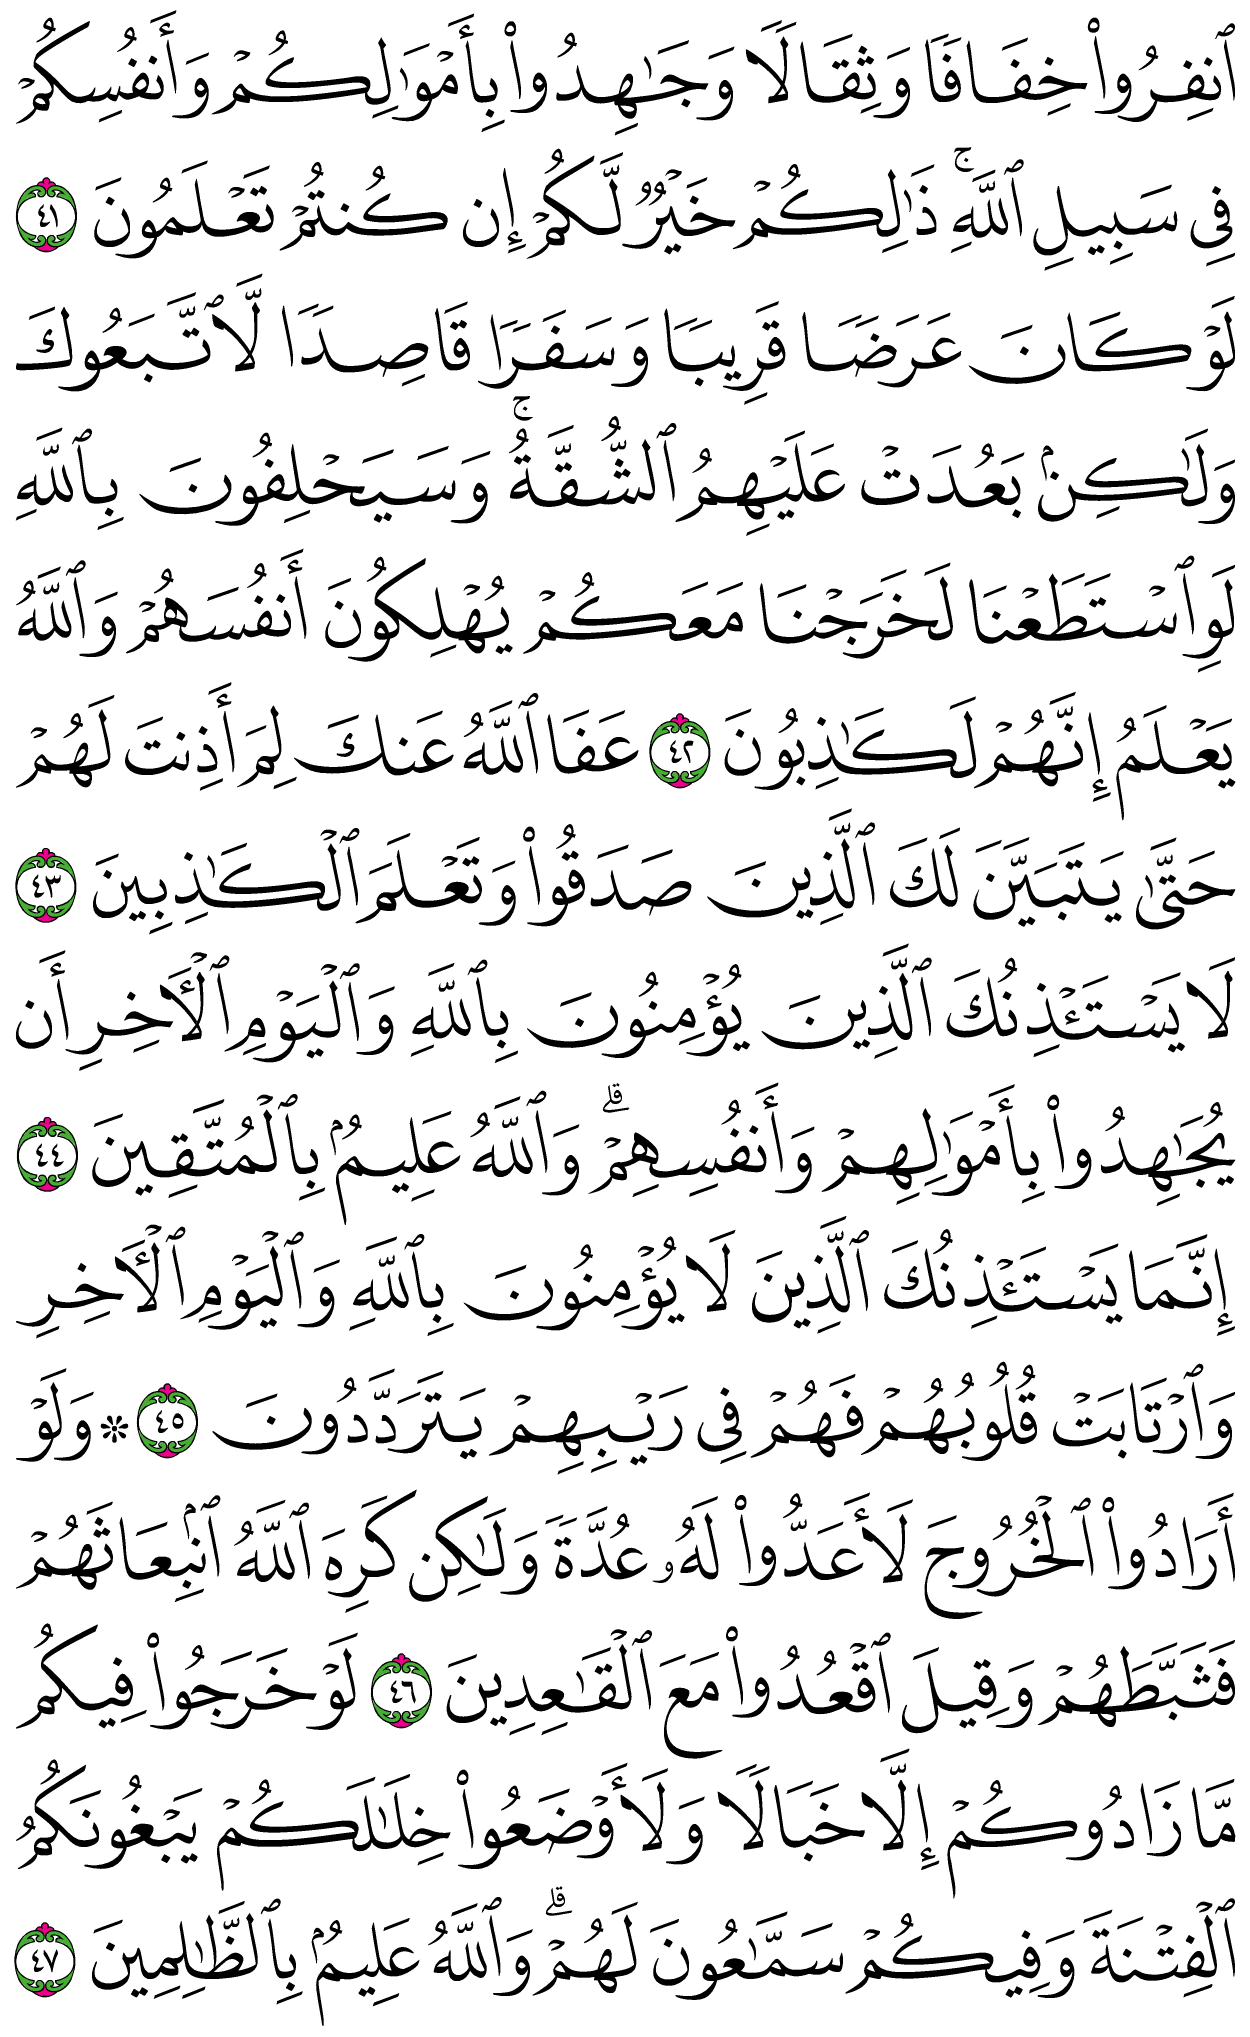 ٱنفِرُوا۟ خِفَافًا وَثِقَالًا وَجَـٰهِدُوا۟ بِأَمْوَٰلِكُمْ وَأَنفُسِكُمْ
فِى سَبِيلِ ٱللَّهِ ۚ ذَٰلِكُمْ خَيْرٌ لَّكُمْ إِن كُنتُمْ تَعْلَمُونَ ٤١
لَوْ كَانَ عَرَضًا قَرِيبًا وَسَفَرًا قَاصِدًا لَّٱتَّبَعُوكَ
وَلَـٰكِنۢ بَعُدَتْ عَلَيْهِمُ ٱلشُّقَّةُ ۚ وَسَيَحْلِفُونَ بِٱللَّهِ
لَوِ ٱسْتَطَعْنَا لَخَرَجْنَا مَعَكُمْ يُهْلِكُونَ أَنفُسَهُمْ وَٱللَّهُ
يَعْلَمُ إِنَّهُمْ لَكَـٰذِبُونَ ٤٢ عَفَا ٱللَّهُ عَنكَ لِمَ أَذِنتَ لَهُمْ
حَتَّىٰ يَتَبَيَّنَ لَكَ ٱلَّذِينَ صَدَقُوا۟ وَتَعْلَمَ ٱلْكَـٰذِبِينَ ٤٣
لَا يَسْتَـْٔذِنُكَ ٱلَّذِينَ يُؤْمِنُونَ بِٱللَّهِ وَٱلْيَوْمِ ٱلْـَٔاخِرِ أَن
يُجَـٰهِدُوا۟ بِأَمْوَٰلِهِمْ وَأَنفُسِهِمْ ۗ وَٱللَّهُ عَلِيمٌۢ بِٱلْمُتَّقِينَ ٤٤
إِنَّمَا يَسْتَـْٔذِنُكَ ٱلَّذِينَ لَا يُؤْمِنُونَ بِٱللَّهِ وَٱلْيَوْمِ ٱلْـَٔاخِرِ
وَٱرْتَابَتْ قُلُوبُهُمْ فَهُمْ فِى رَيْبِهِمْ يَتَرَدَّدُونَ ٤٥ ۞ وَلَوْ
أَرَادُوا۟ ٱلْخُرُوجَ لَأَعَدُّوا۟ لَهُۥ عُدَّةً وَلَـٰكِن كَرِهَ ٱللَّهُ ٱنۢبِعَاثَهُمْ
فَثَبَّطَهُمْ وَقِيلَ ٱقْعُدُوا۟ مَعَ ٱلْقَـٰعِدِينَ ٤٦ لَوْ خَرَجُوا۟ فِيكُم
مَّا زَادُوكُمْ إِلَّا خَبَالًا وَلَأَوْضَعُوا۟ خِلَـٰلَكُمْ يَبْغُونَكُمُ
ٱلْفِتْنَةَ وَفِيكُمْ سَمَّـٰعُونَ لَهُمْ ۗ وَٱللَّهُ عَلِيمٌۢ بِٱلظَّـٰلِمِينَ ٤٧